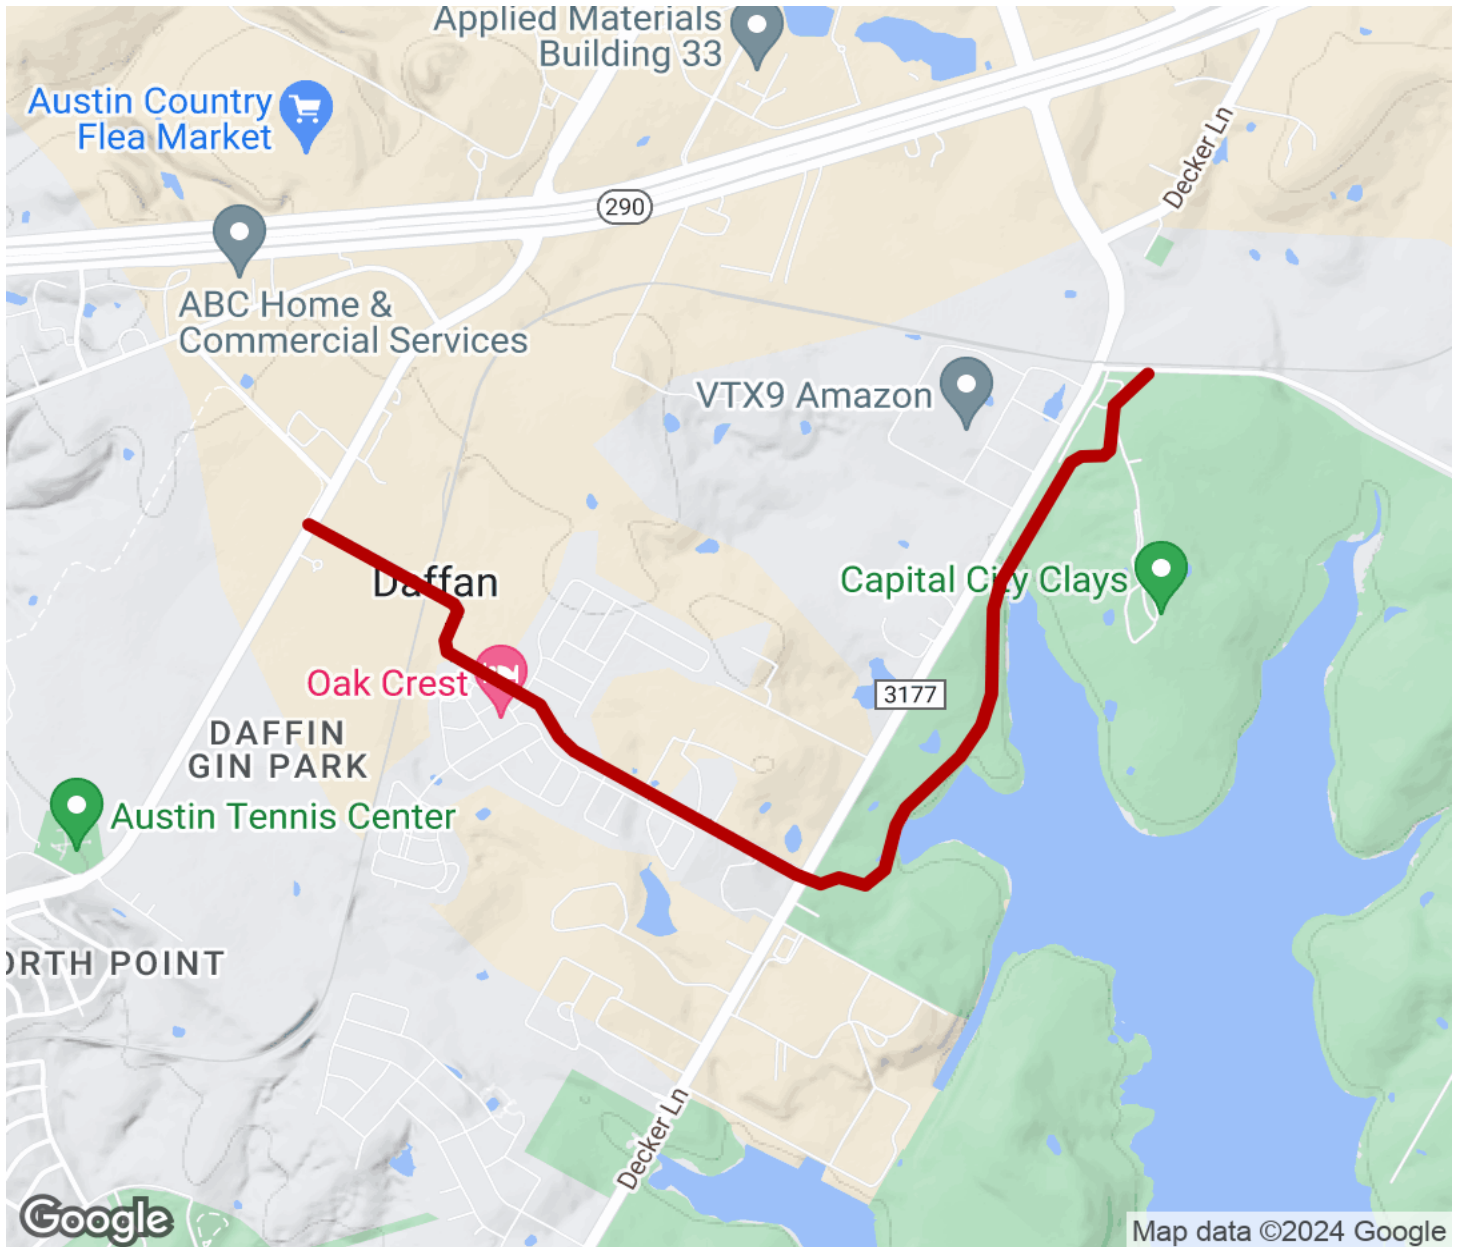 Applied Materials
Building 33
Austin Country
Flea Market
Decker Ln
290
ABC Home &
Commercial Services
VTX9 Amazon
Daffan
Capital City Clays
Oak Crest
3177
DAFFIN
GIN PARK
Austin Tennis Center
ORTH POINT
Decker Ln
Google
Map data ©2024 Google